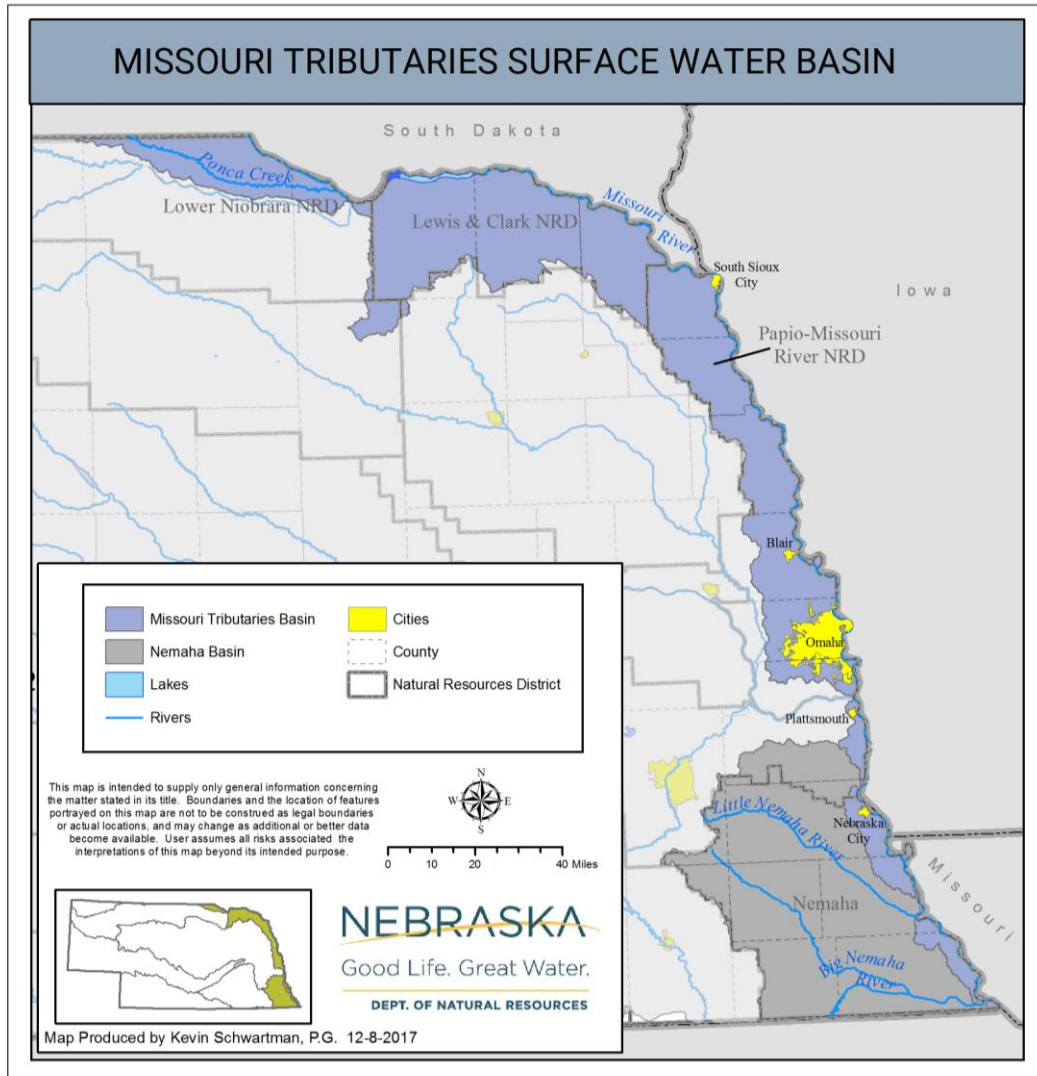 MISSOURI TRIBUTARIES SURFACE WATER BASIN
South Dakota
Ponca Creek
Lower Niobrara NRD
Lewis & Clark NRD
Missouri
River
South Sioux
City
Iowa
Papio-Missouri
River NRD
Blair
Omaha
Plattsmouth
Little Nemaha River
Nebraska
City
Missouri
Nemaha
Big Nemaha
River
Missouri Tributaries Basin
Nemaha Basin
Lakes
Rivers
Cities
County
Natural Resources District
This map is intended to supply only general information concerning
the matter stated in its title. Boundaries and the location of features
portrayed on this map are not to be construed as legal boundaries
or actual locations, and may change as additional or better data
become available. User assumes all risks associated the
interpretations of this map beyond its intended purpose.
N
W E
S
0 10 20 40 Miles
NEBRASKA
Good Life. Great Water.
DEPT. OF NATURAL RESOURCES
Map Produced by Kevin Schwartman, P.G. 12-8-2017